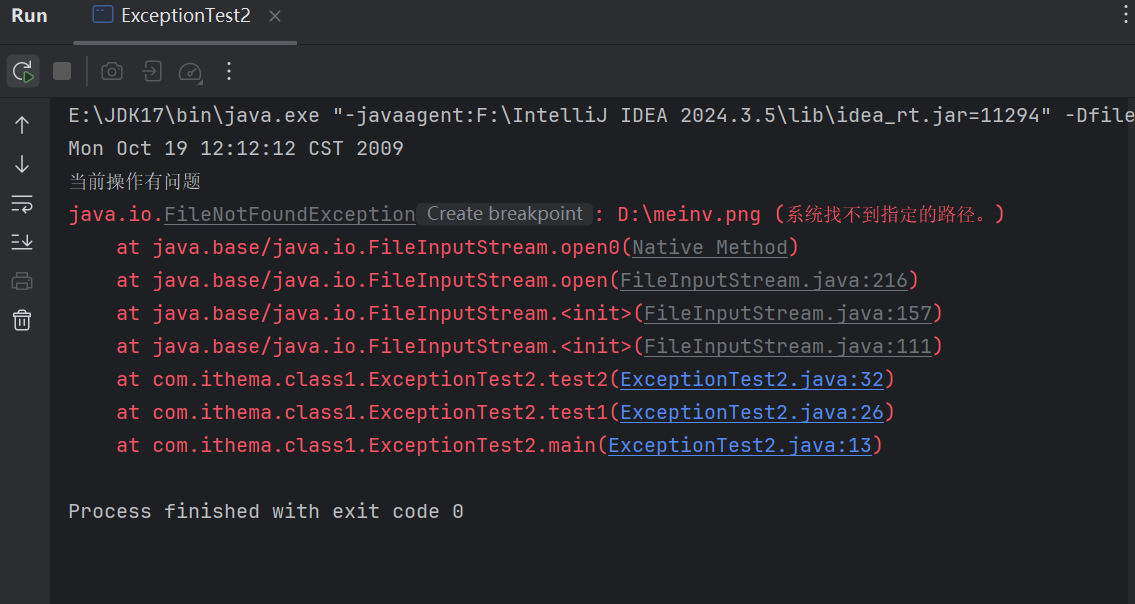 Run ExceptionTest2
E:\JDK17\bin\java.exe "-javaagent:F:\IntelliJ IDEA 2024.3.5\lib\idea_rt.jar=11294" -Dfile
Mon Oct 19 12:12:12 CST 2009
当前操作有问题
java.io.FileNotFoundException Create breakpoint : D:\meinv.png (系统找不到指定的路径。)
at java.base/java.io.FileInputStream.open0(Native Method)
at java.base/java.io.FileInputStream.open(FileInputStream.java:216)
at java.base/java.io.FileInputStream.<init>(FileInputStream.java:157)
at java.base/java.io.FileInputStream.<init>(FileInputStream.java:111)
at com.ithema.class1.ExceptionTest2.test2(ExceptionTest2.java:32)
at com.ithema.class1.ExceptionTest2.test1(ExceptionTest2.java:26)
at com.ithema.class1.ExceptionTest2.main(ExceptionTest2.java:13)
Process finished with exit code 0